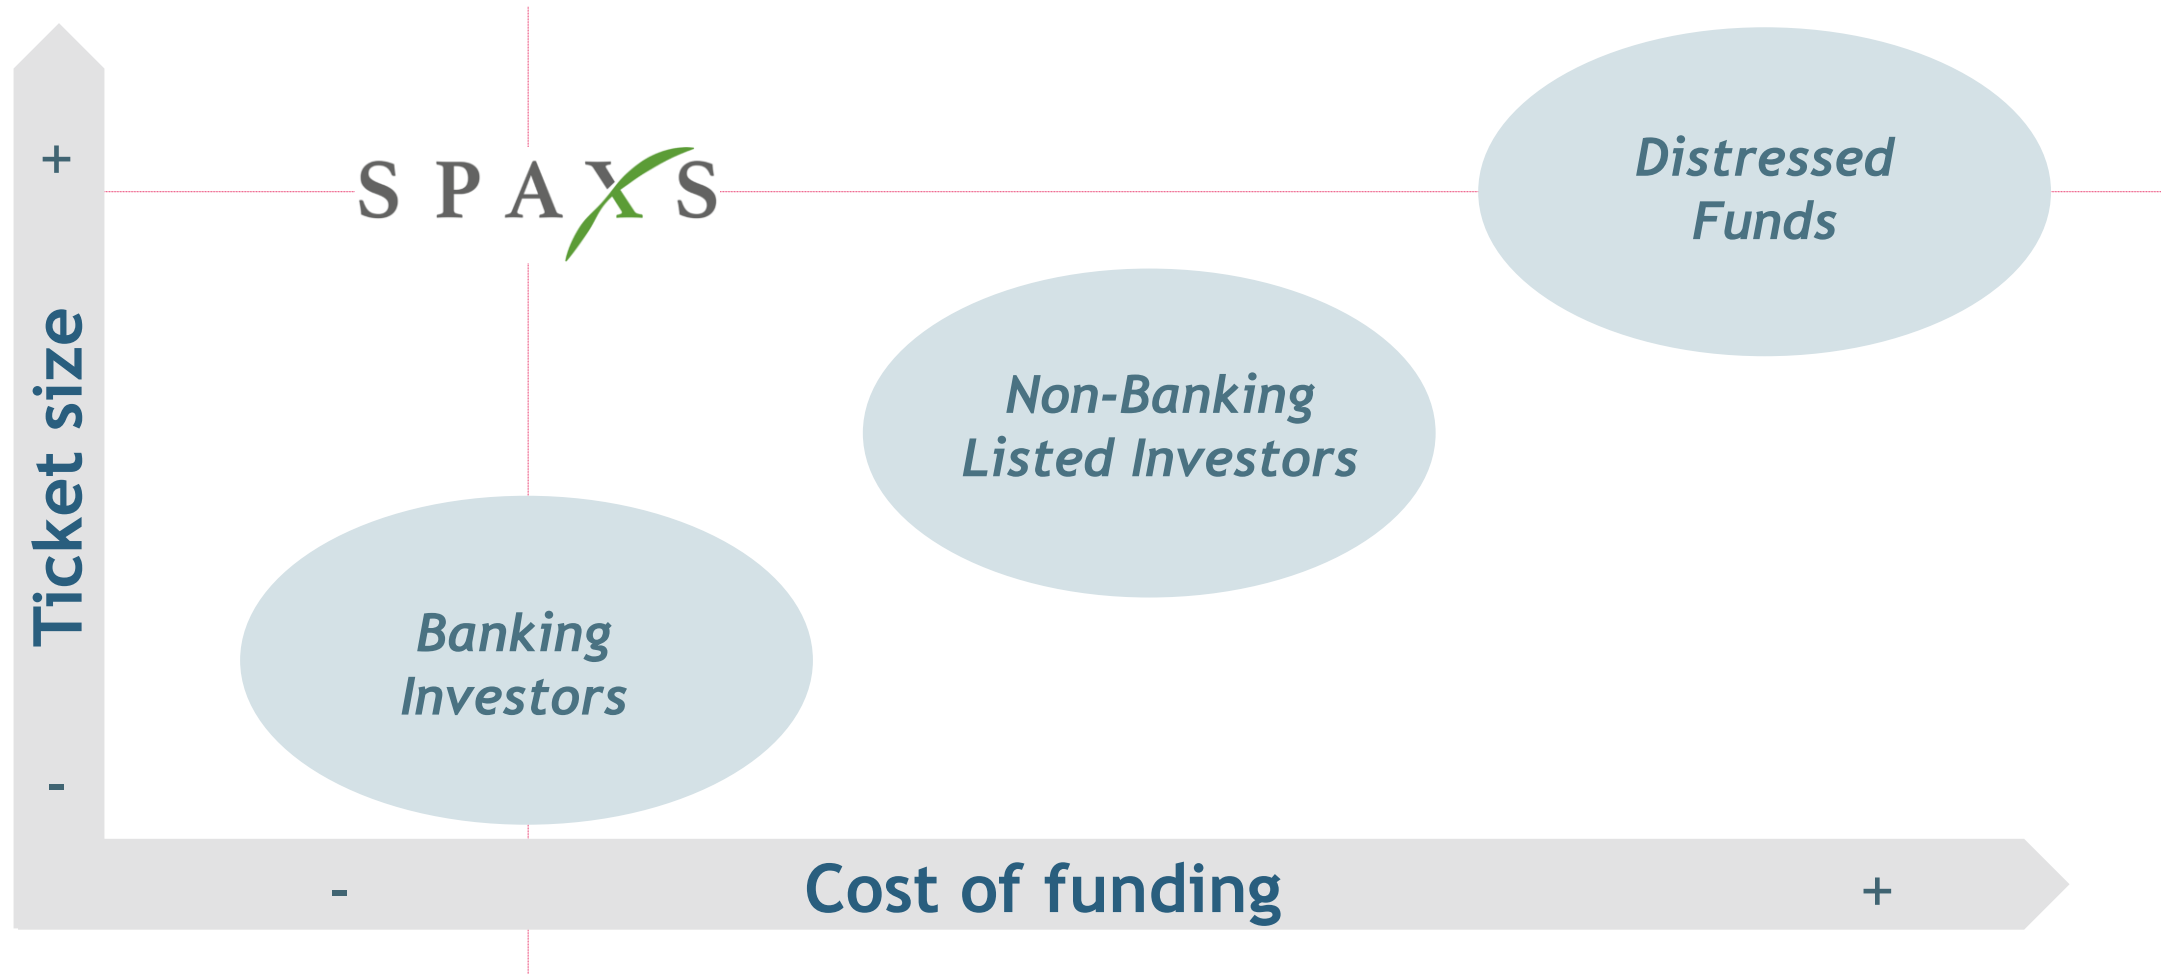 +
SPAXS
Distressed
Funds
Non-Banking
Listed Investors
Ticket size
Banking
Investors
-
-
Cost of funding
+